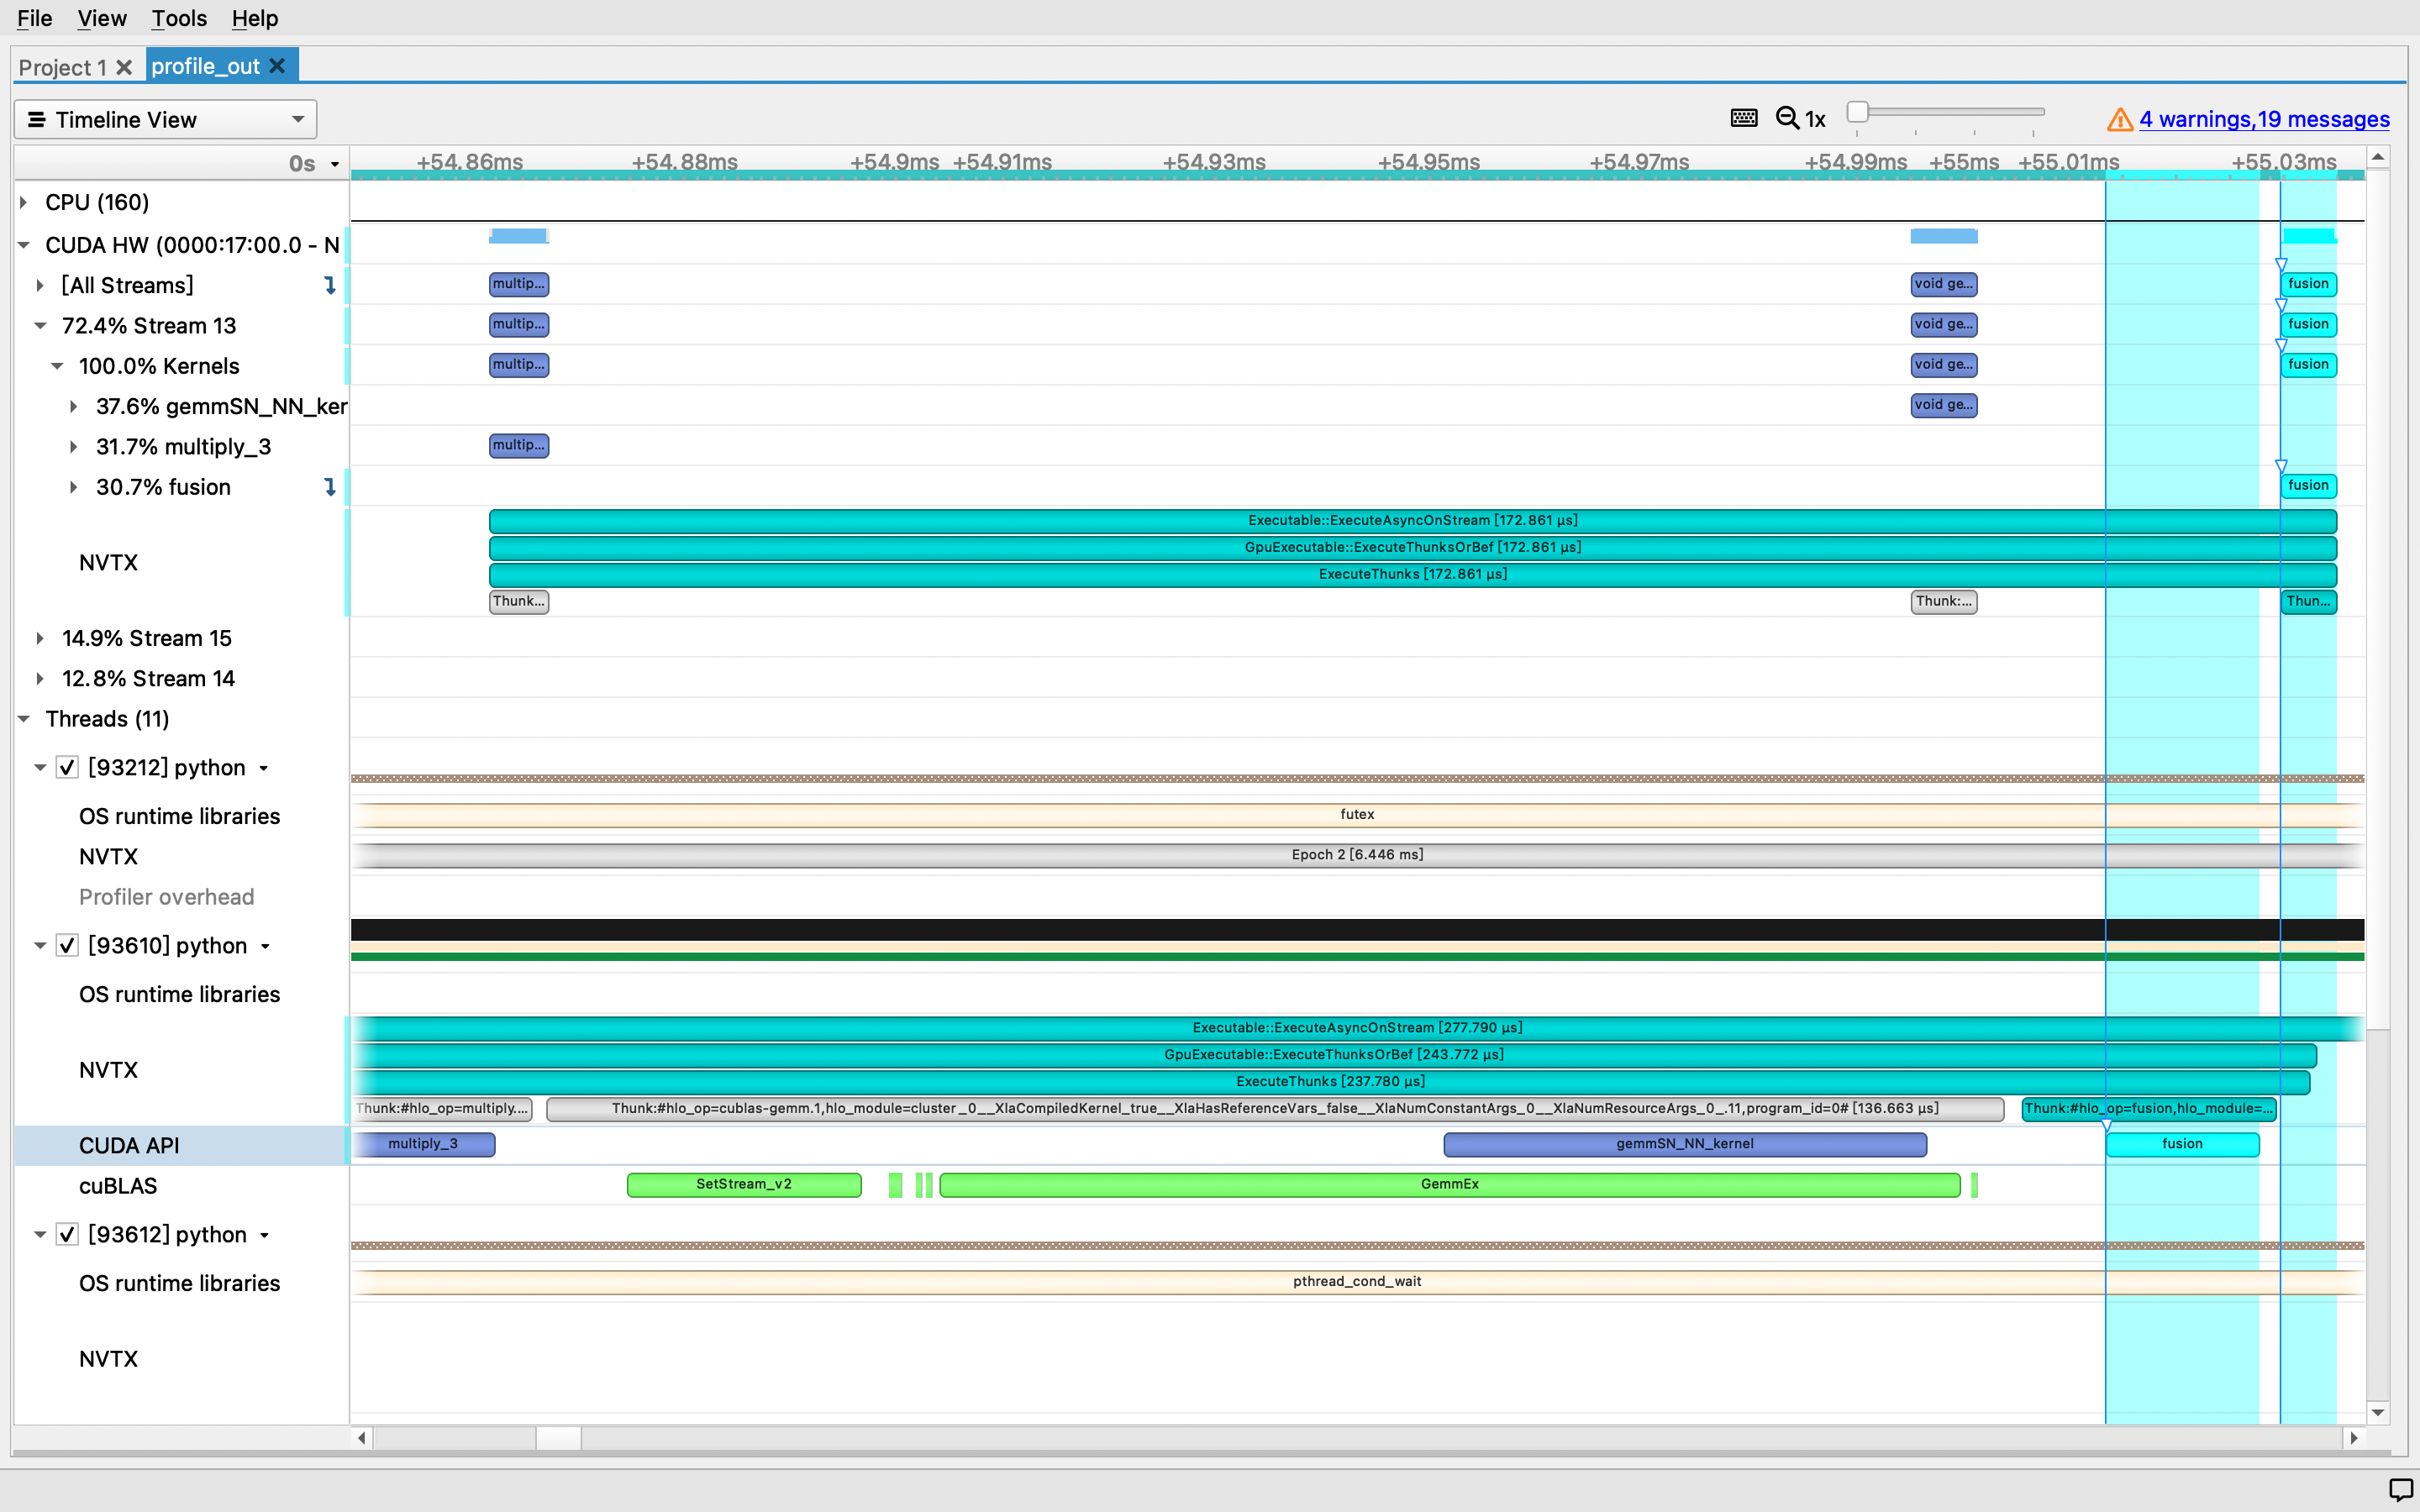 File View Tools Help
Project 1 profile_out
Timeline View 1x 4 warnings,19 messages
0s +54.86ms +54.88ms +54.9ms +54.91ms +54.93ms +54.95ms +54.97ms +54.99ms +55ms +55.01ms +55.03ms
CPU (160)
CUDA HW (0000:17:00.0 - N
[All Streams] multip... void ge... fusion
72.4% Stream 13 multip... void ge... fusion
100.0% Kernels multip... void ge... fusion
37.6% gemmSN_NN_ker void ge...
31.7% multiply_3 multip...
30.7% fusion fusion
Executable::ExecuteAsyncOnStream [172.861 µs]
GpuExecutable::ExecuteThunksOrBef [172.861 µs]
NVTX
ExecuteThunks [172.861 µs]
Thunk... Thunk:... Thun...
14.9% Stream 15
12.8% Stream 14
Threads (11)
[93212] python
OS runtime libraries futex
NVTX Epoch 2 [6.446 ms]
Profiler overhead
[93610] python
OS runtime libraries
Executable::ExecuteAsyncOnStream [277.790 µs]
GpuExecutable::ExecuteThunksOrBef [243.772 µs]
NVTX
ExecuteThunks [237.780 µs]
Thunk:#hlo_op=multiply.... Thunk:#hlo_op=cublas-gemm.1,hlo_module=cluster_0__XlaCompiledKernel_true__XlaHasReferenceVars_false__XlaNumConstantArgs_0__XlaNumResourceArgs_0_.11,program_id=0# [136.663 µs] Thunk:#hlo_op=fusion,hlo_module=...
CUDA API multiply_3 gemmSN_NN_kernel fusion
cuBLAS SetStream_v2 GemmEx
[93612] python
OS runtime libraries pthread_cond_wait
NVTX